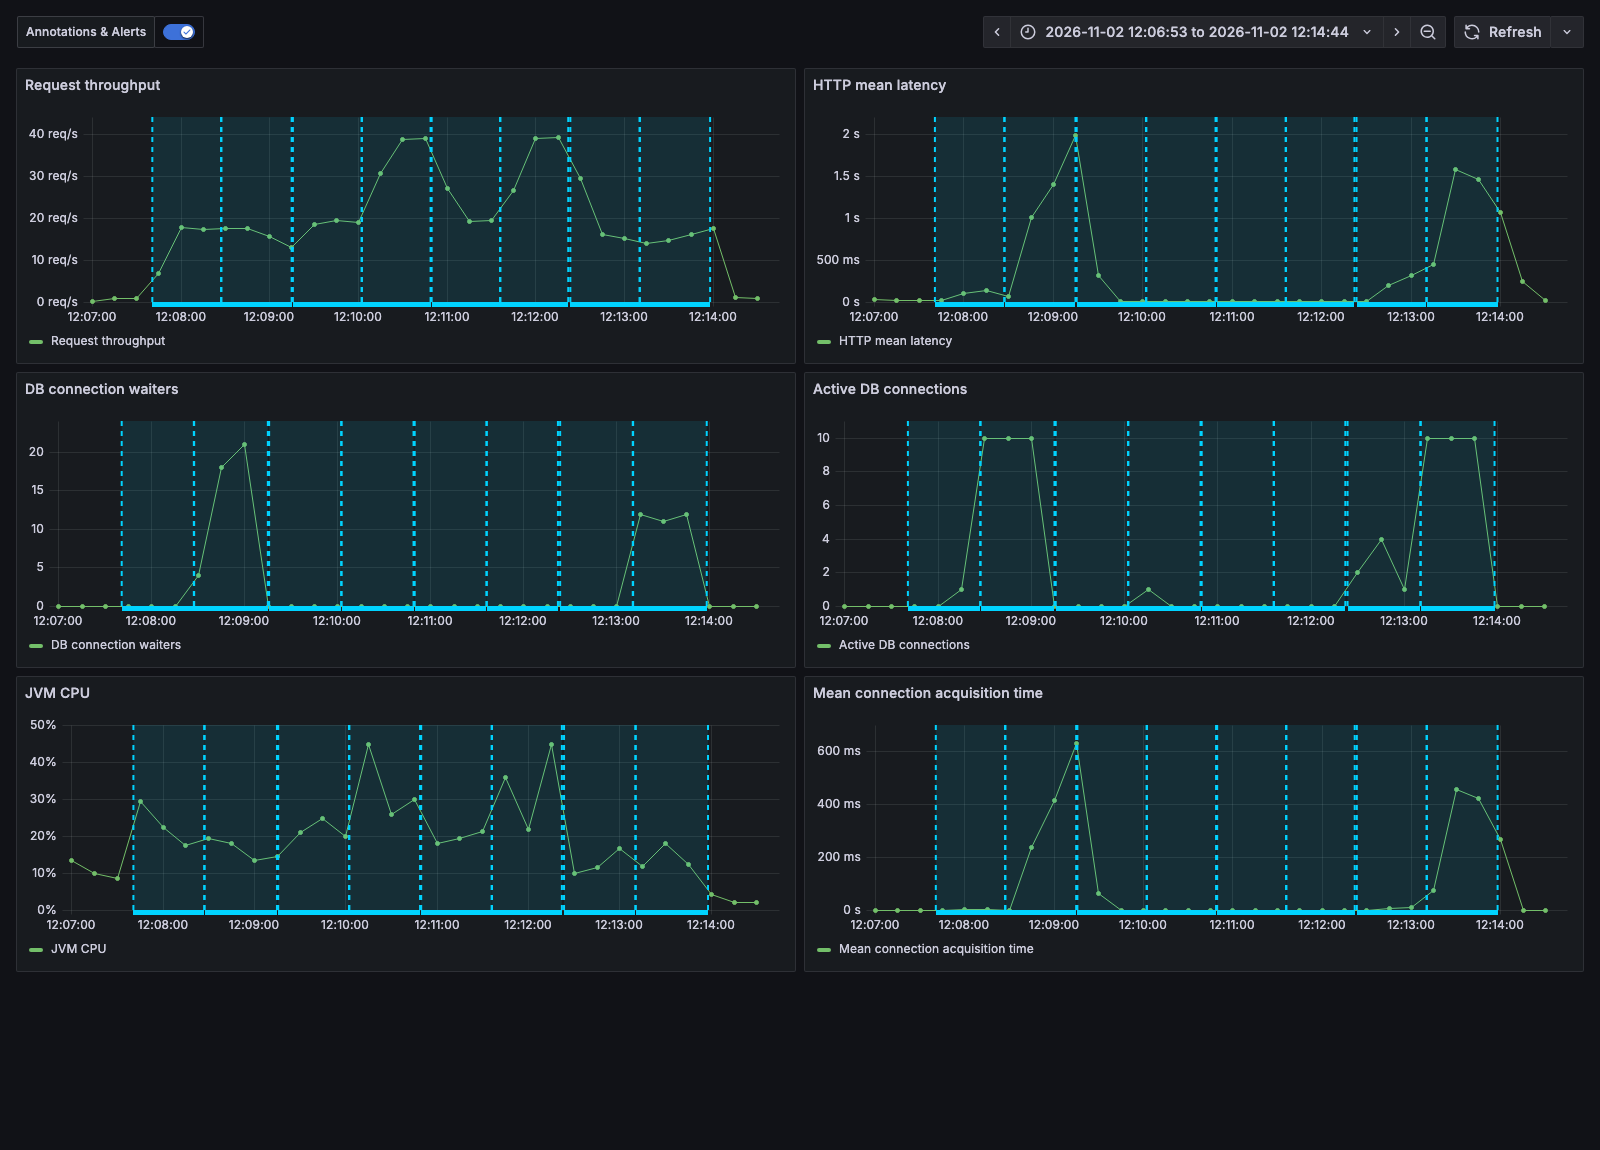 Annotations & Alerts
2026-11-02 12:06:53 to 2026-11-02 12:14:44
Refresh
Request throughput
40 req/s
30 req/s
20 req/s
10 req/s
0 req/s
12:07:00 12:08:00 12:09:00 12:10:00 12:11:00 12:12:00 12:13:00 12:14:00
Request throughput
HTTP mean latency
2 s
1.5 s
1 s
500 ms
0 s
12:07:00 12:08:00 12:09:00 12:10:00 12:11:00 12:12:00 12:13:00 12:14:00
HTTP mean latency
DB connection waiters
20
15
10
5
0
12:07:00 12:08:00 12:09:00 12:10:00 12:11:00 12:12:00 12:13:00 12:14:00
DB connection waiters
Active DB connections
10
8
6
4
2
0
12:07:00 12:08:00 12:09:00 12:10:00 12:11:00 12:12:00 12:13:00 12:14:00
Active DB connections
JVM CPU
50%
40%
30%
20%
10%
0%
12:07:00 12:08:00 12:09:00 12:10:00 12:11:00 12:12:00 12:13:00 12:14:00
JVM CPU
Mean connection acquisition time
600 ms
400 ms
200 ms
0 s
12:07:00 12:08:00 12:09:00 12:10:00 12:11:00 12:12:00 12:13:00 12:14:00
Mean connection acquisition time